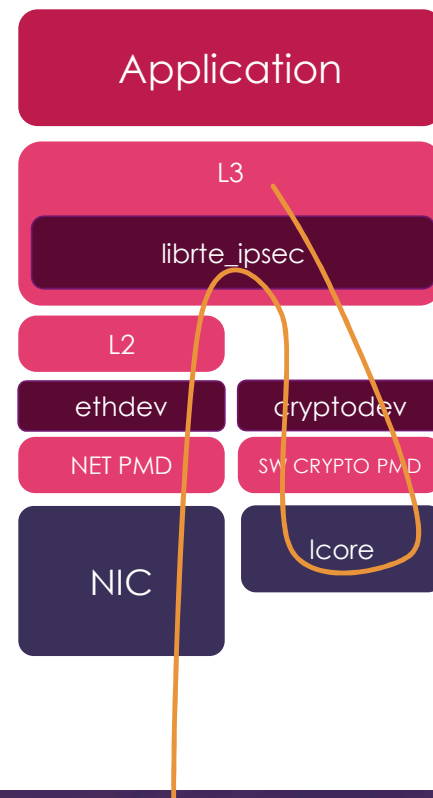 Application
L3
librte_ipsec
L2
ethdev
cryptodev
NET PMD
SW CRYPTO PMD
NIC
lcore